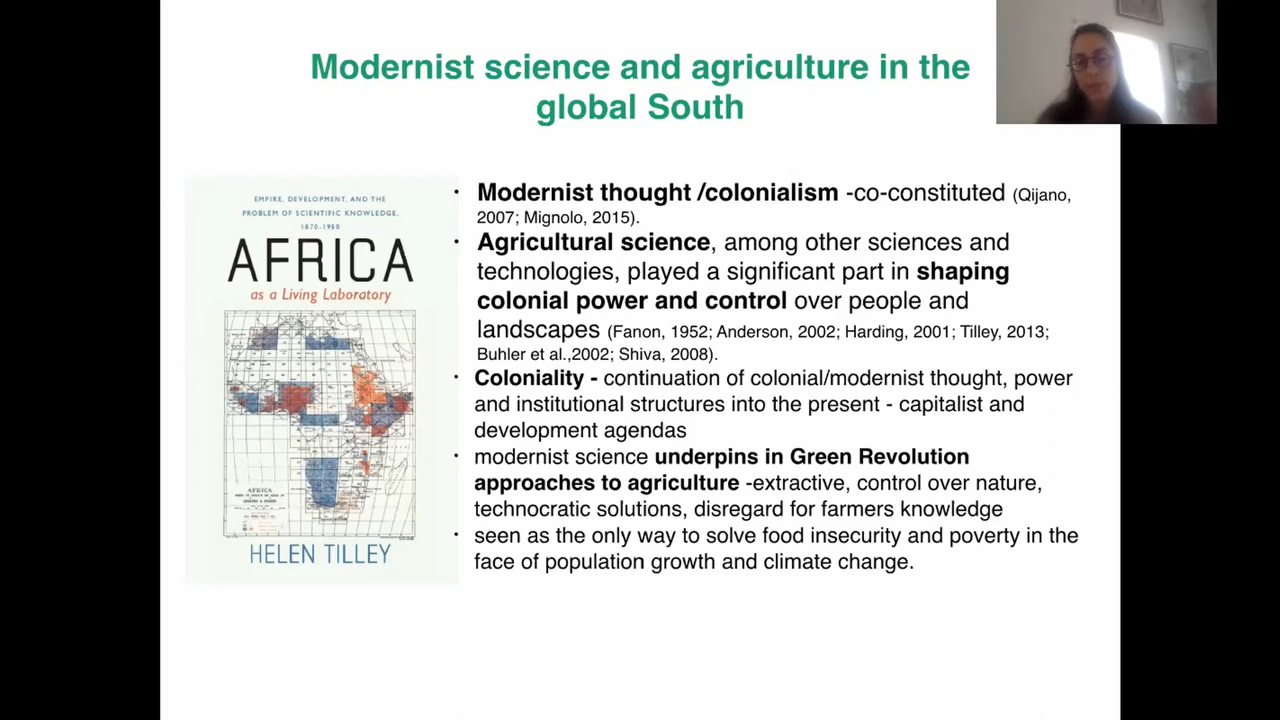 Modernist science and agriculture in the
global South
EMPIRE, DEVELOPMENT, AND THE
PROBLEM OF SCIENTIFIC KNOWLEDGE,
1870-1950
AFRICA
as a Living Laboratory
AFRICA
HELEN TILLEY
• Modernist thought /colonialism -co-constituted (Qijano,
2007; Mignolo, 2015).
• Agricultural science, among other sciences and
technologies, played a significant part in shaping
colonial power and control over people and
landscapes (Fanon, 1952; Anderson, 2002; Harding, 2001; Tilley, 2013;
Buhler et al.,2002; Shiva, 2008).
• Coloniality - continuation of colonial/modernist thought, power
and institutional structures into the present - capitalist and
development agendas
• modernist science underpins in Green Revolution
approaches to agriculture -extractive, control over nature,
technocratic solutions, disregard for farmers knowledge
• seen as the only way to solve food insecurity and poverty in the
face of population growth and climate change.